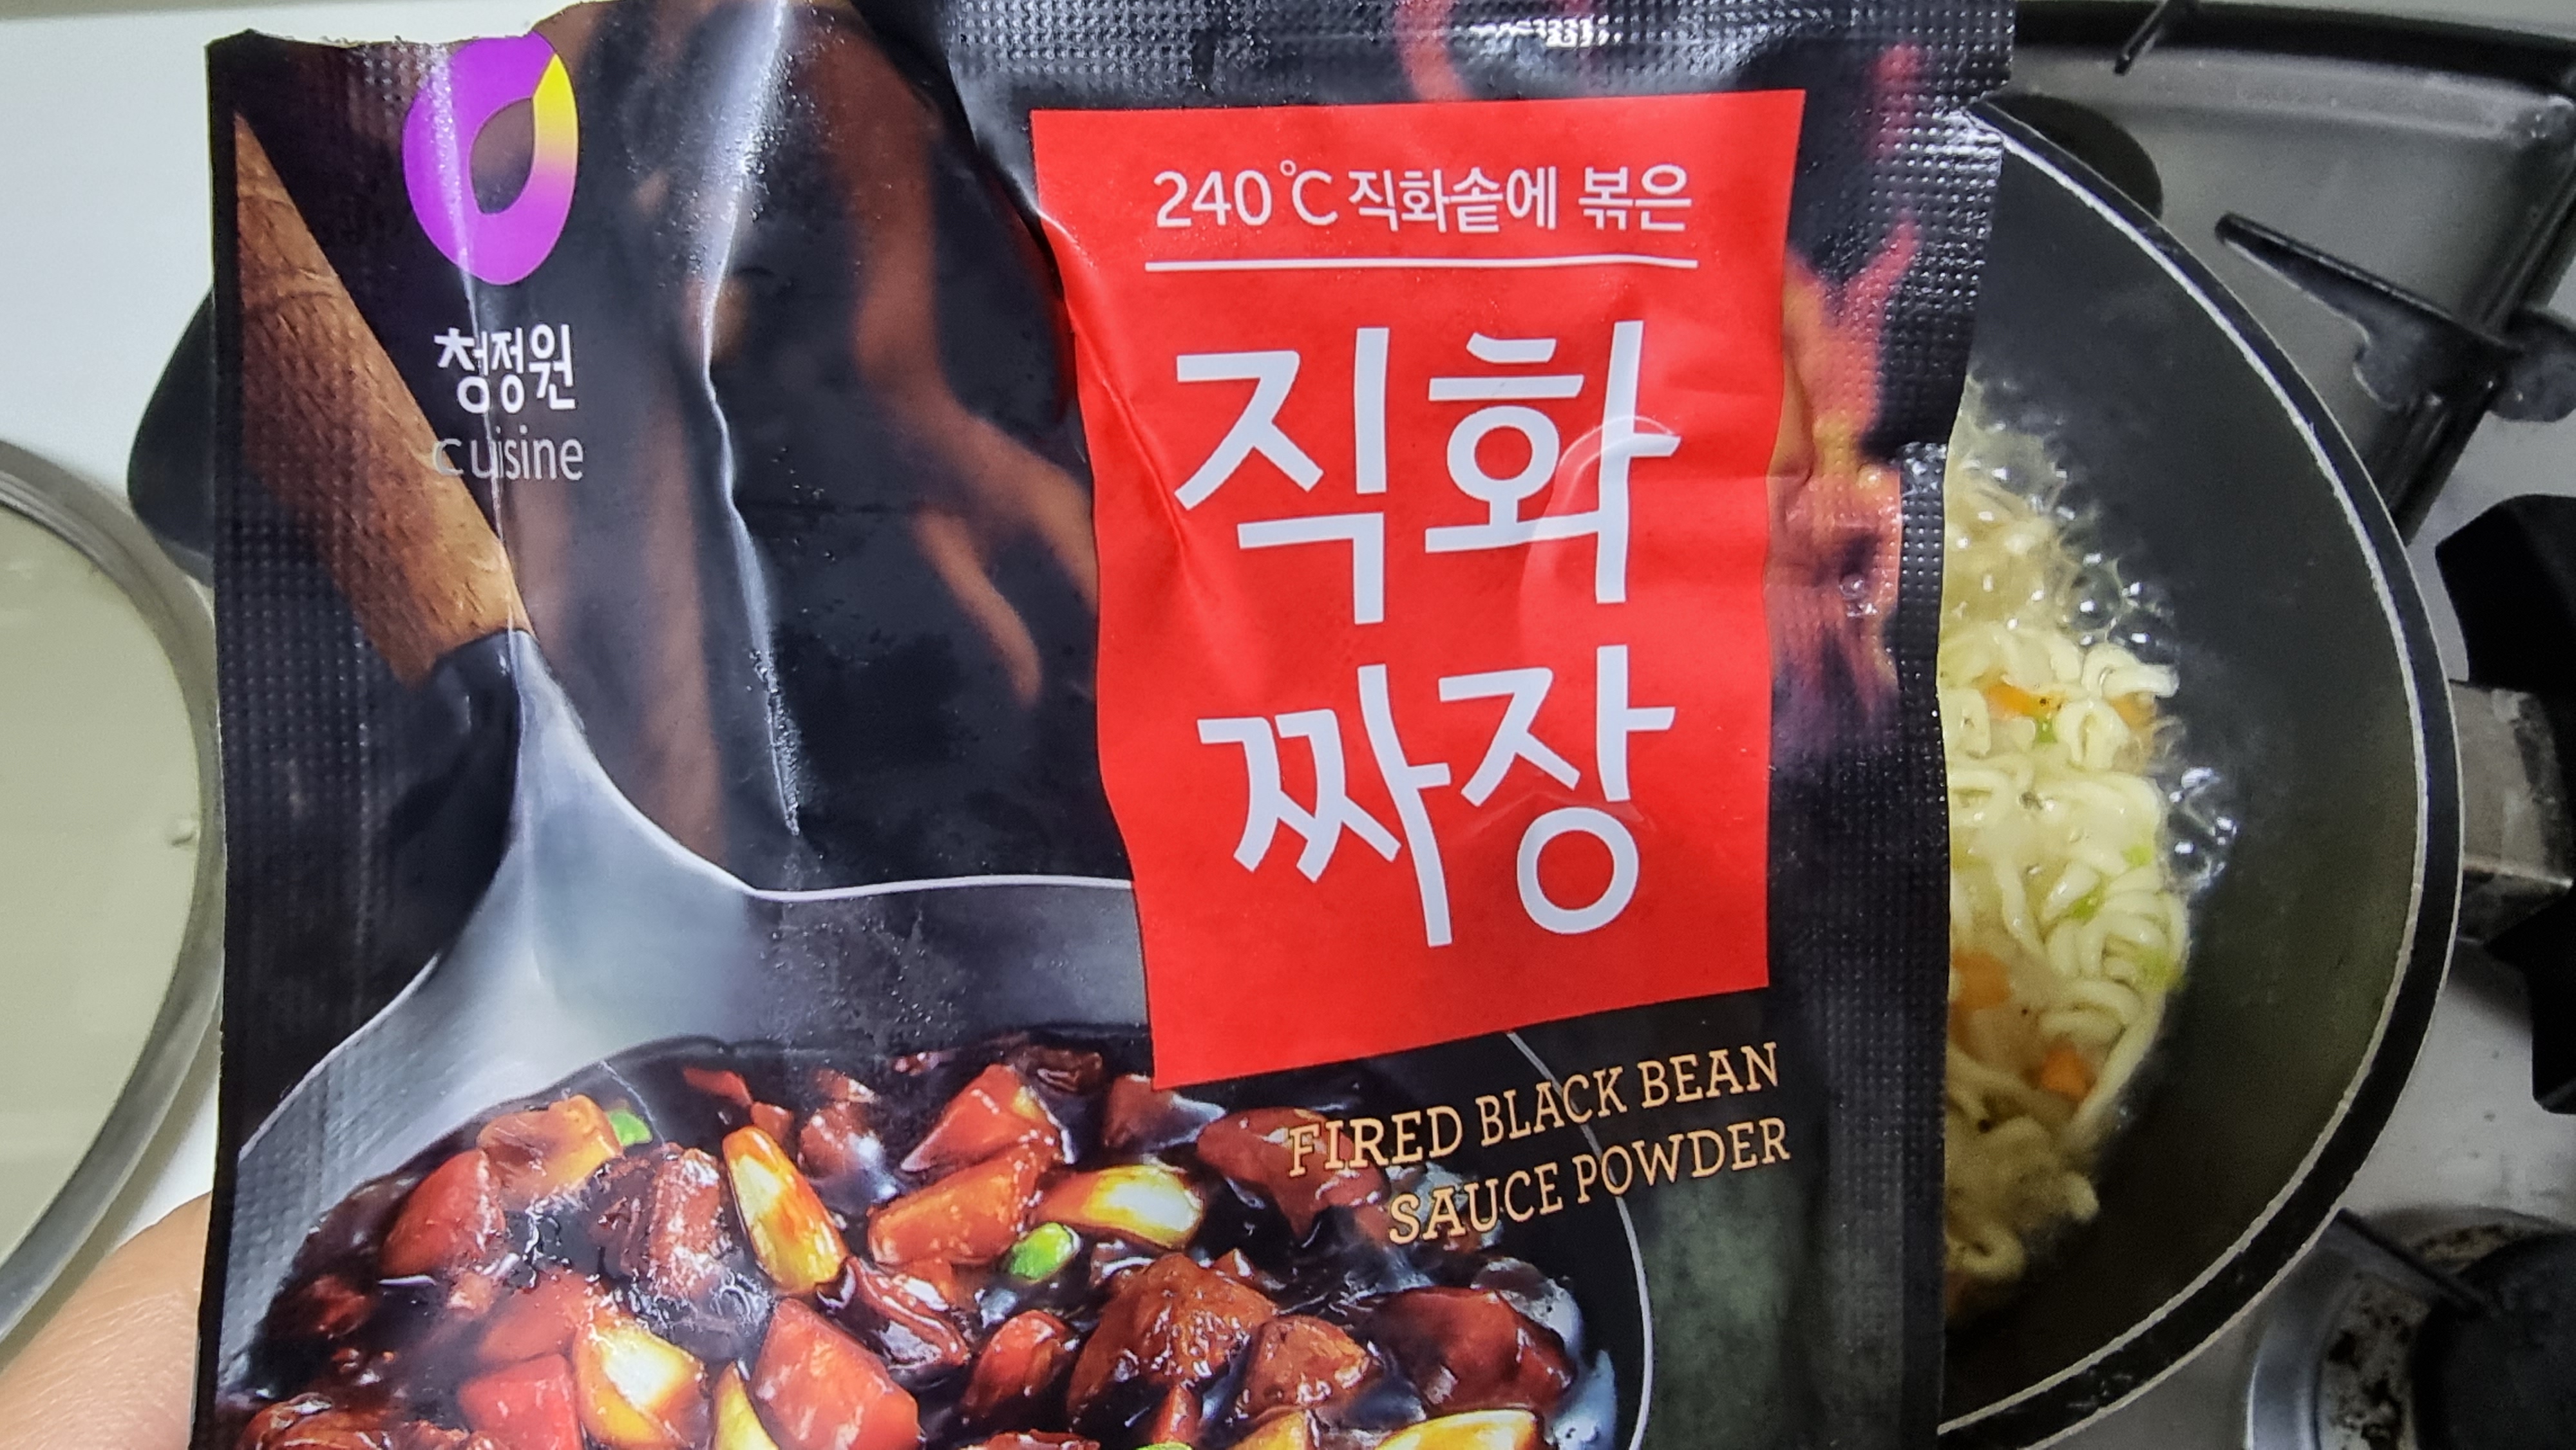 청정원
cuisine
240℃ 직화솥에 볶은
직화
짜장
FIRED BLACK BEAN
SAUCE POWDER